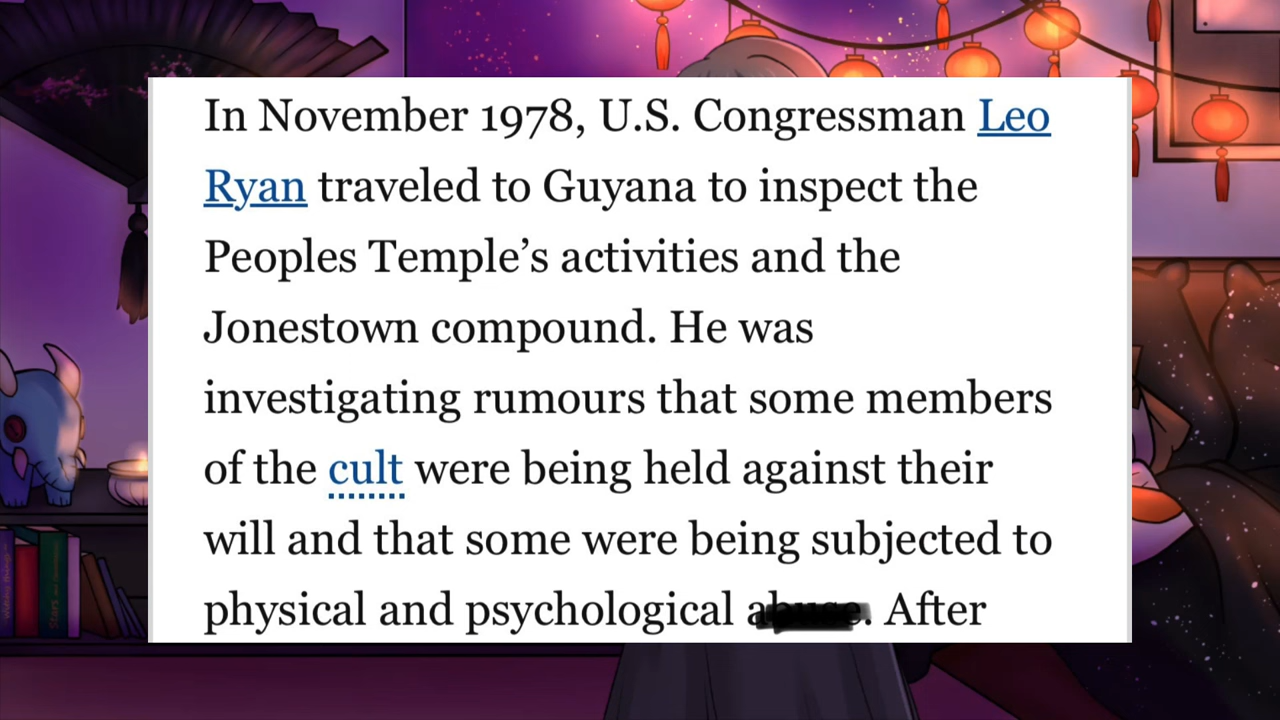 In November 1978, U.S. Congressman Leo
Ryan traveled to Guyana to inspect the
Peoples Temple’s activities and the
Jonestown compound. He was
investigating rumours that some members
of the cult were being held against their
will and that some were being subjected to
physical and psychological abuse. After